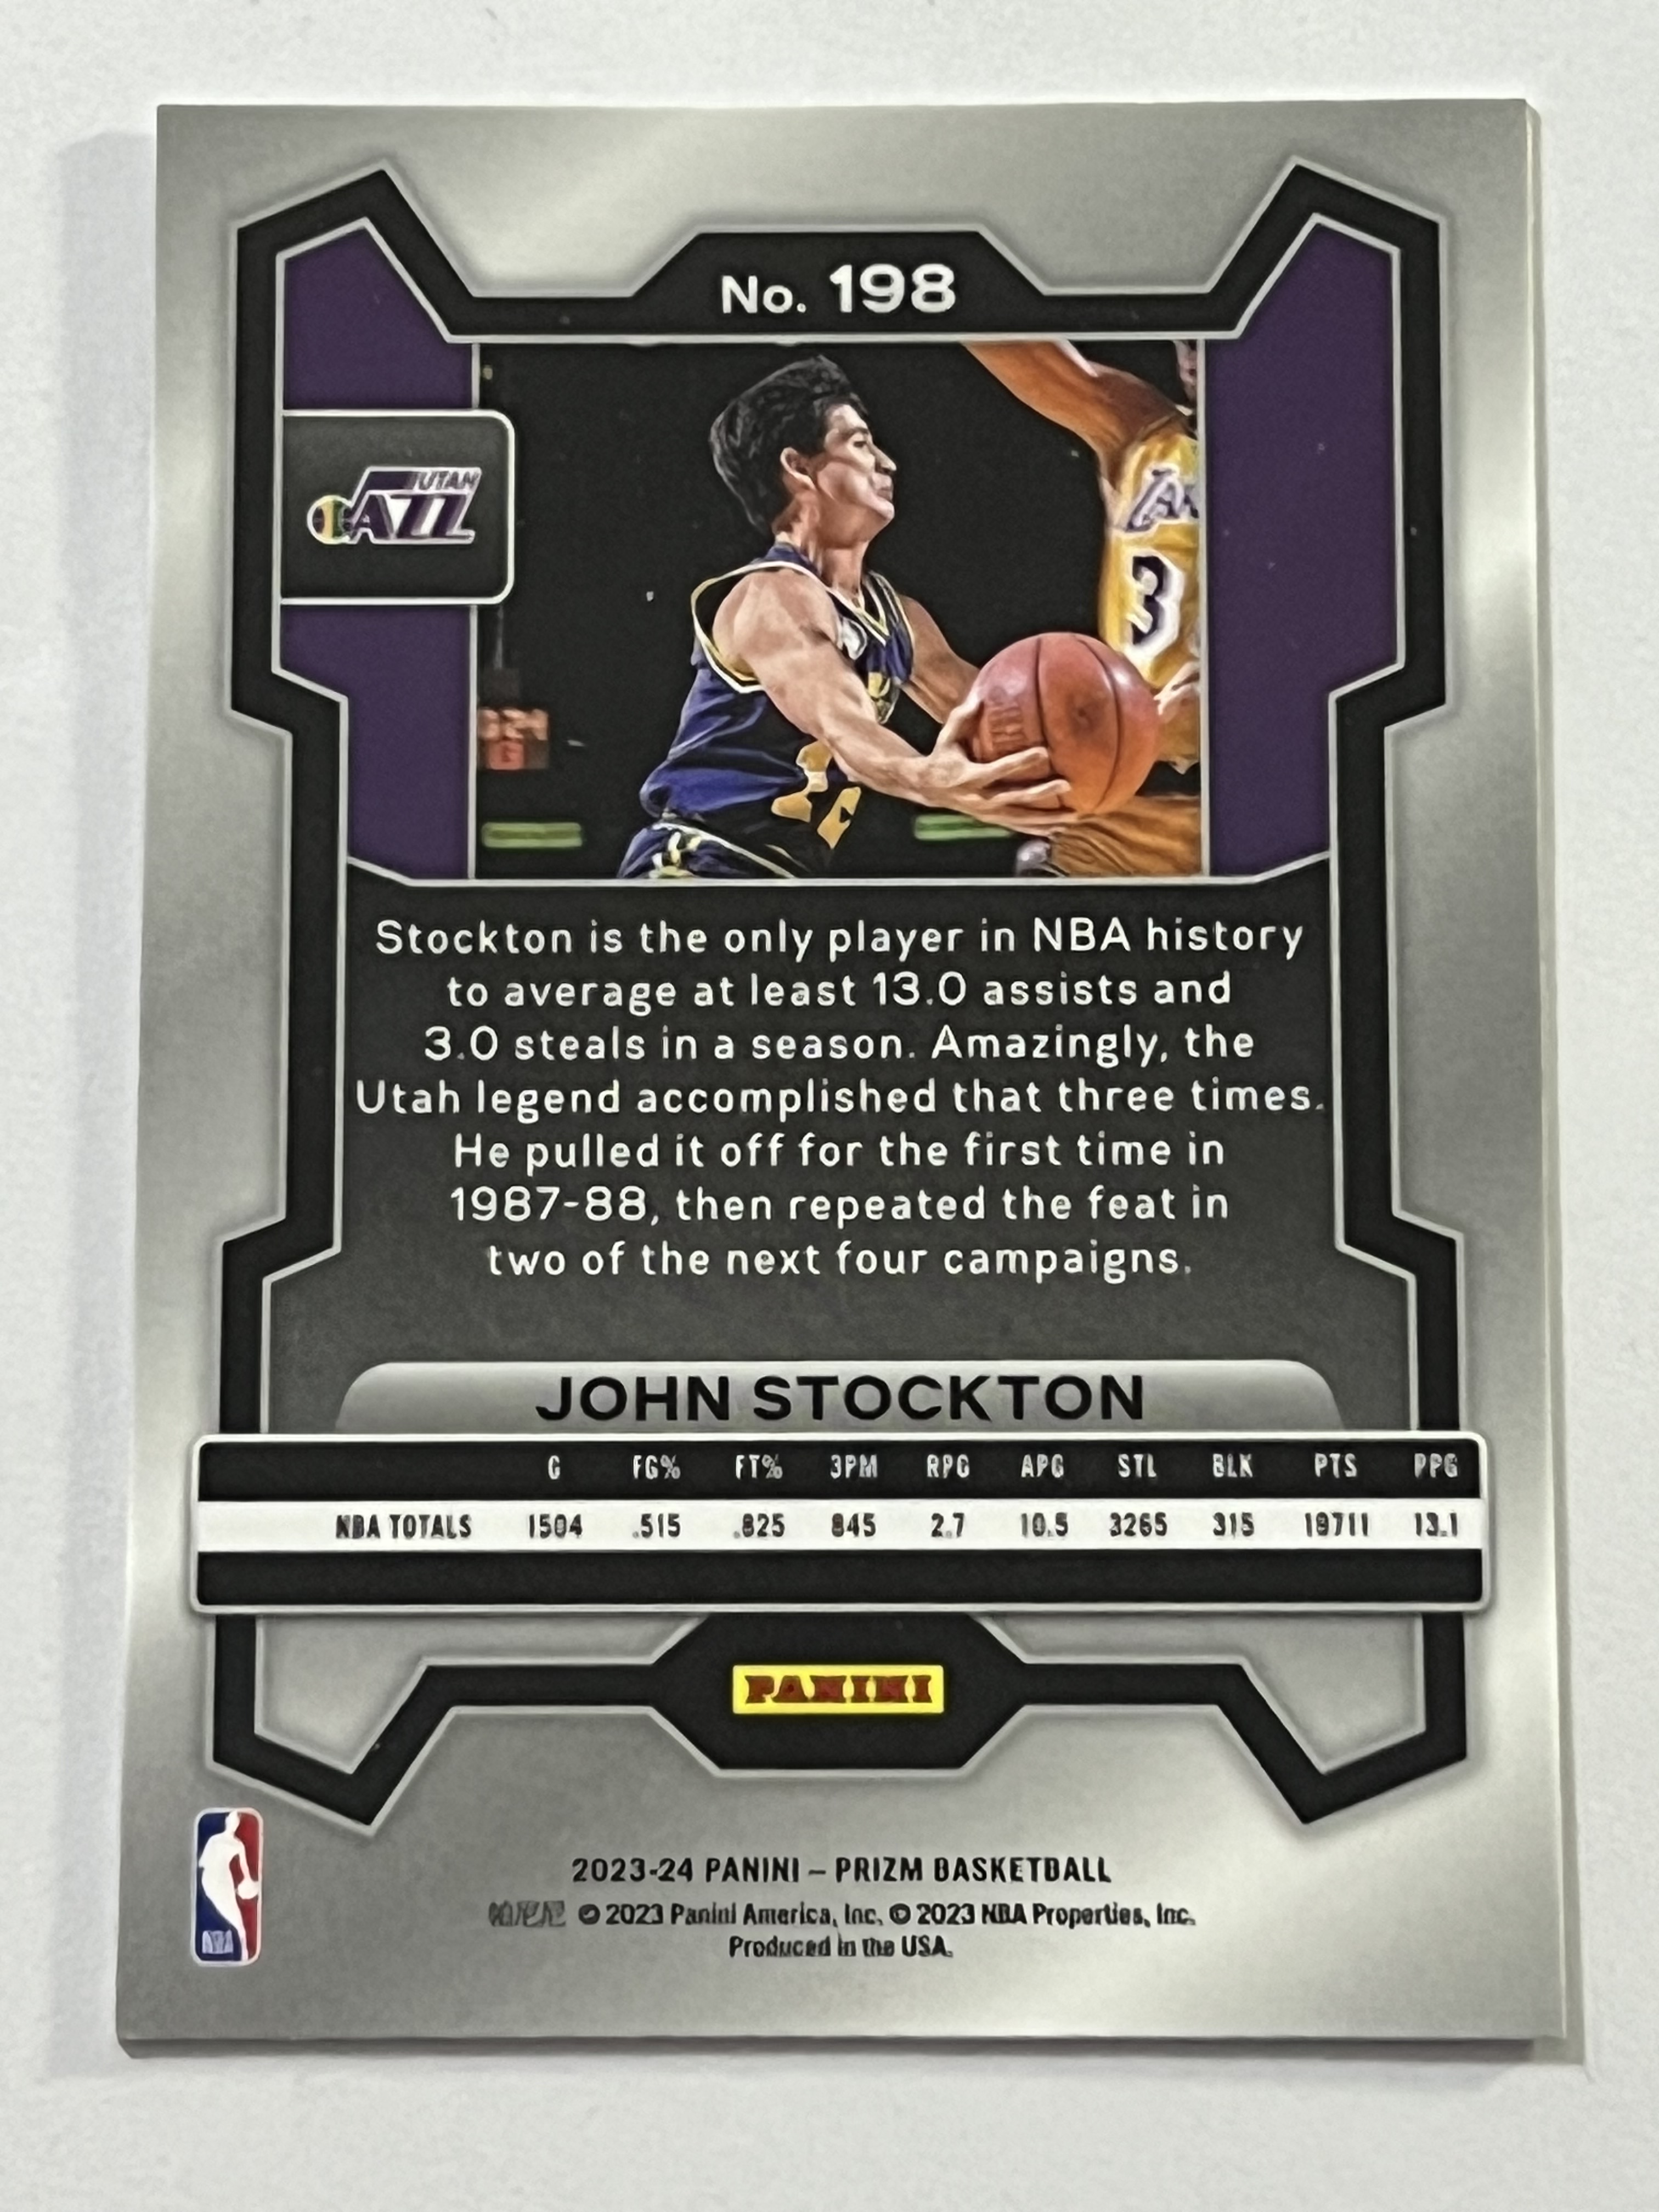 No. 198
UTAH
JAZZ
3
Stockton is the only player in NBA history
to average at least 13.0 assists and
3.0 steals in a season. Amazingly, the
Utah legend accomplished that three times.
He pulled it off for the first time in
1987-88, then repeated the feat in
two of the next four campaigns.
JOHN STOCKTON
G FG% FT% 3PM RPG APG STL BLK PTS PPG
NBA TOTALS 1504 .515 .825 845 2.7 10.5 3265 315 19711 13.1
PANINI
2023-24 PANINI – PRIZM BASKETBALL
© 2023 Panini America, Inc. © 2023 NBA Properties, Inc.
Produced in the USA.
NBA